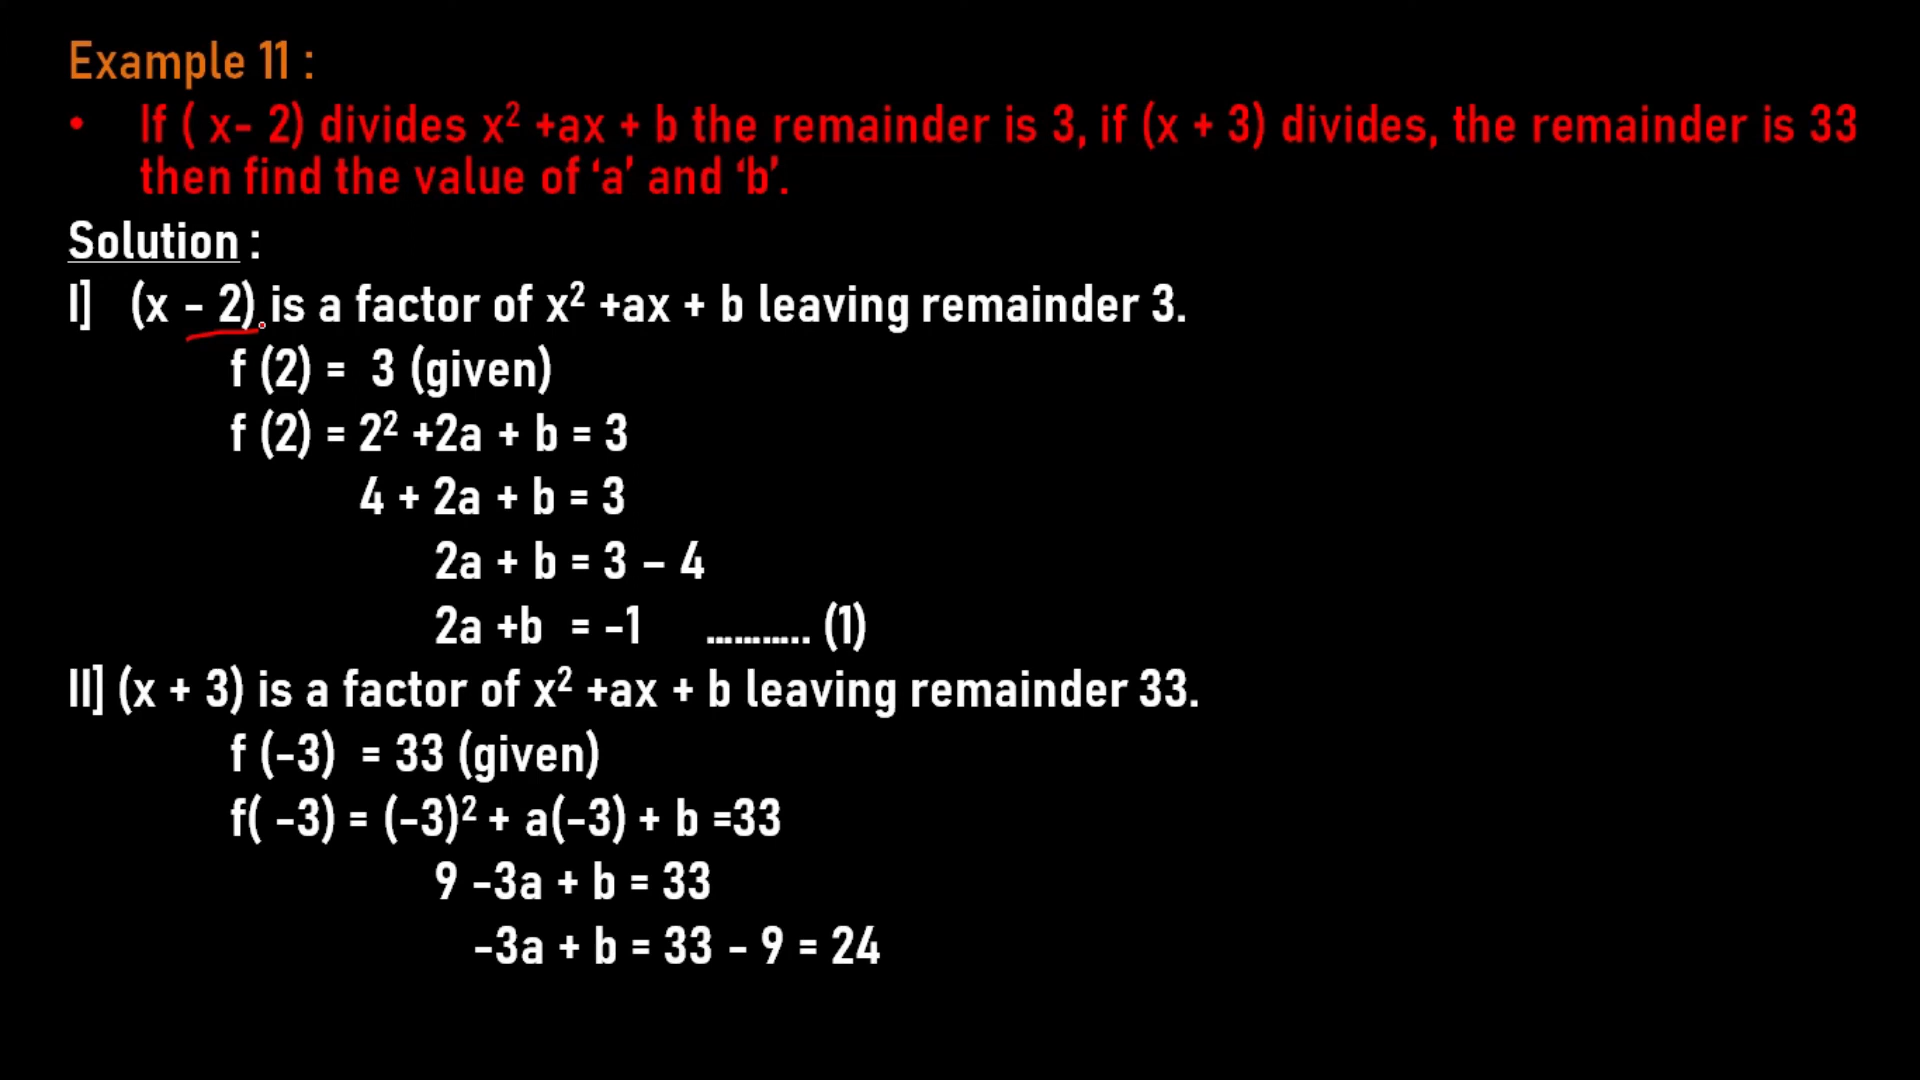 Example 11 :
• If ( x- 2) divides x² +ax + b the remainder is 3, if (x + 3) divides, the remainder is 33
then find the value of ‘a’ and ‘b’.
Solution :
I] (x - 2) is a factor of x² +ax + b leaving remainder 3.
f (2) = 3 (given)
f (2) = 2² +2a + b = 3
4 + 2a + b = 3
2a + b = 3 – 4
2a +b = -1 ……….. (1)
II] (x + 3) is a factor of x² +ax + b leaving remainder 33.
f (-3) = 33 (given)
f( -3) = (-3)² + a(-3) + b =33
9 -3a + b = 33
-3a + b = 33 - 9 = 24